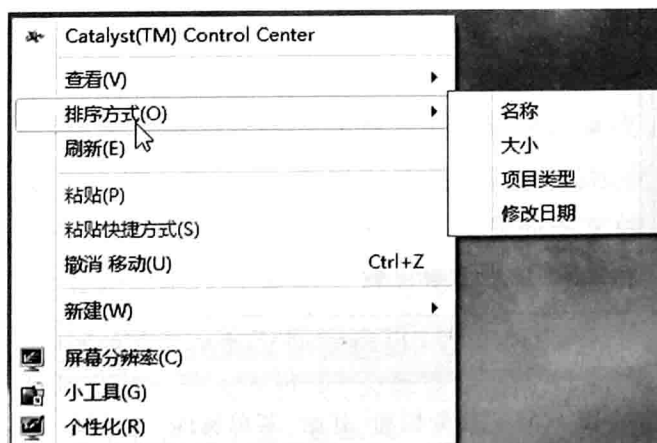 Catalyst(TM) Control Center
查看(V)
排序方式(O)
刷新(E)
粘贴(P)
粘贴快捷方式(S)
撤消 移动(U) Ctrl+Z
新建(W)
屏幕分辨率(C)
小工具(G)
个性化(R)
名称
大小
项目类型
修改日期